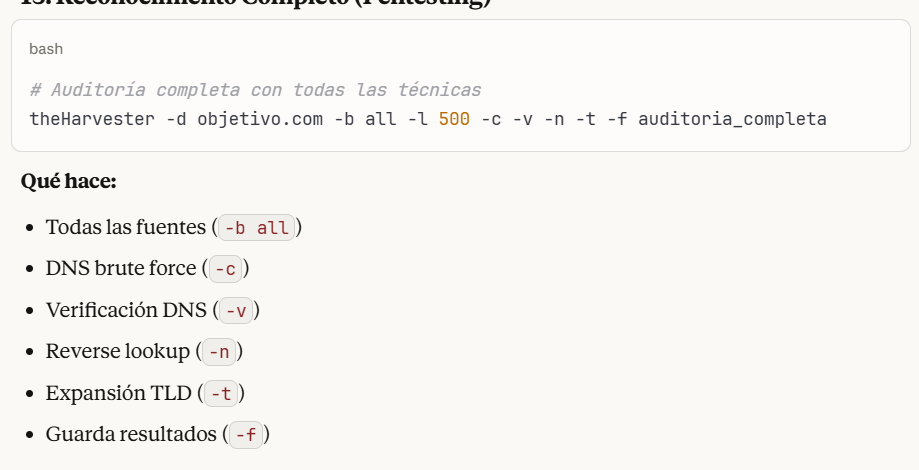 13. Reconocimiento Completo (Pentesting)
bash
# Auditoría completa con todas las técnicas
theHarvester -d objetivo.com -b all -l 500 -c -v -n -t -f auditoria_completa
Qué hace:
• Todas las fuentes (-b all)
• DNS brute force (-c)
• Verificación DNS (-v)
• Reverse lookup (-n)
• Expansión TLD (-t)
• Guarda resultados (-f)